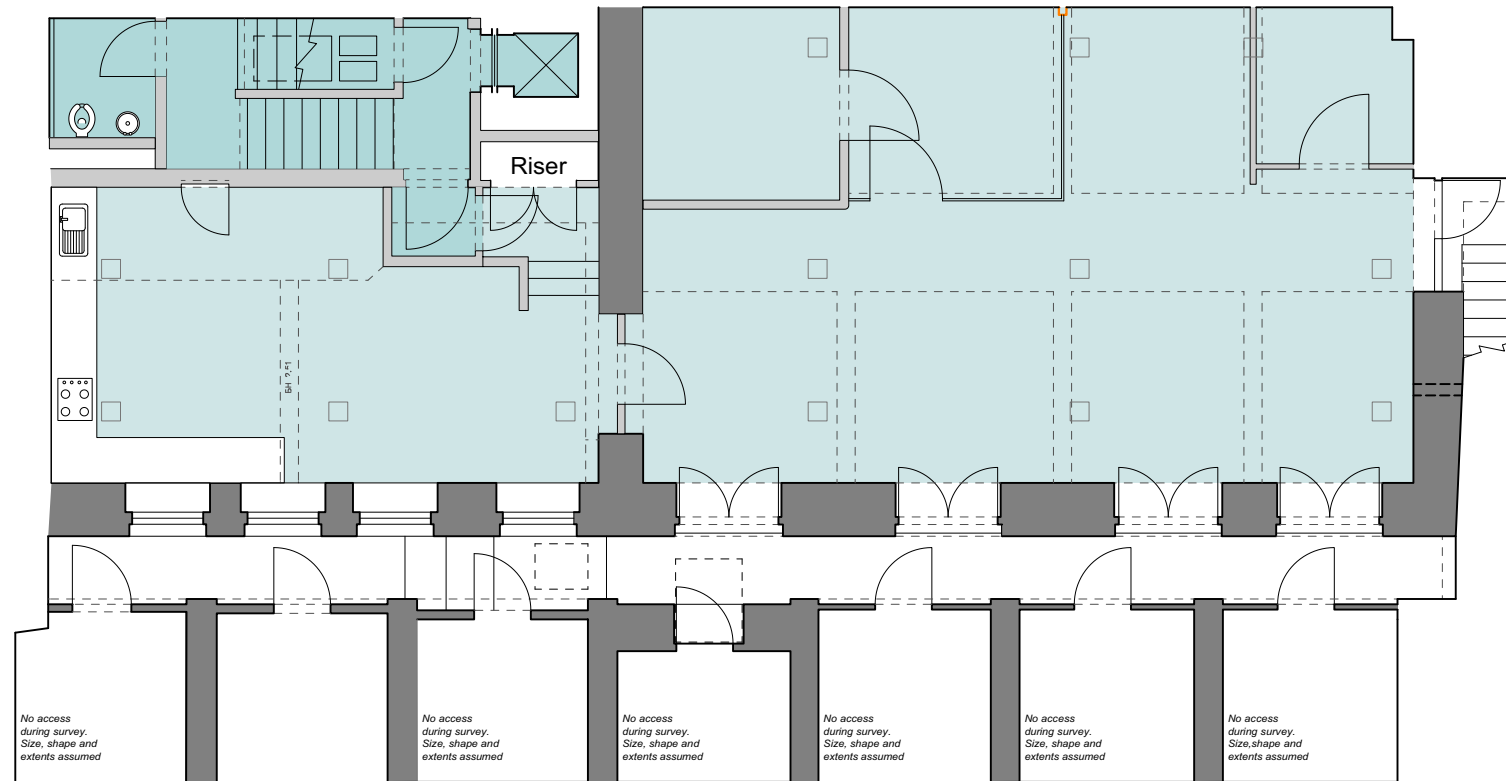 Riser
No access
during survey.
Size, shape and
extents assumed
No access
during survey.
Size, shape and
extents assumed
No access
during survey.
Size, shape and
extents assumed
No access
during survey.
Size, shape and
extents assumed
No access
during survey.
Size, shape and
extents assumed
No access
during survey.
Size,shape and
extents assumed